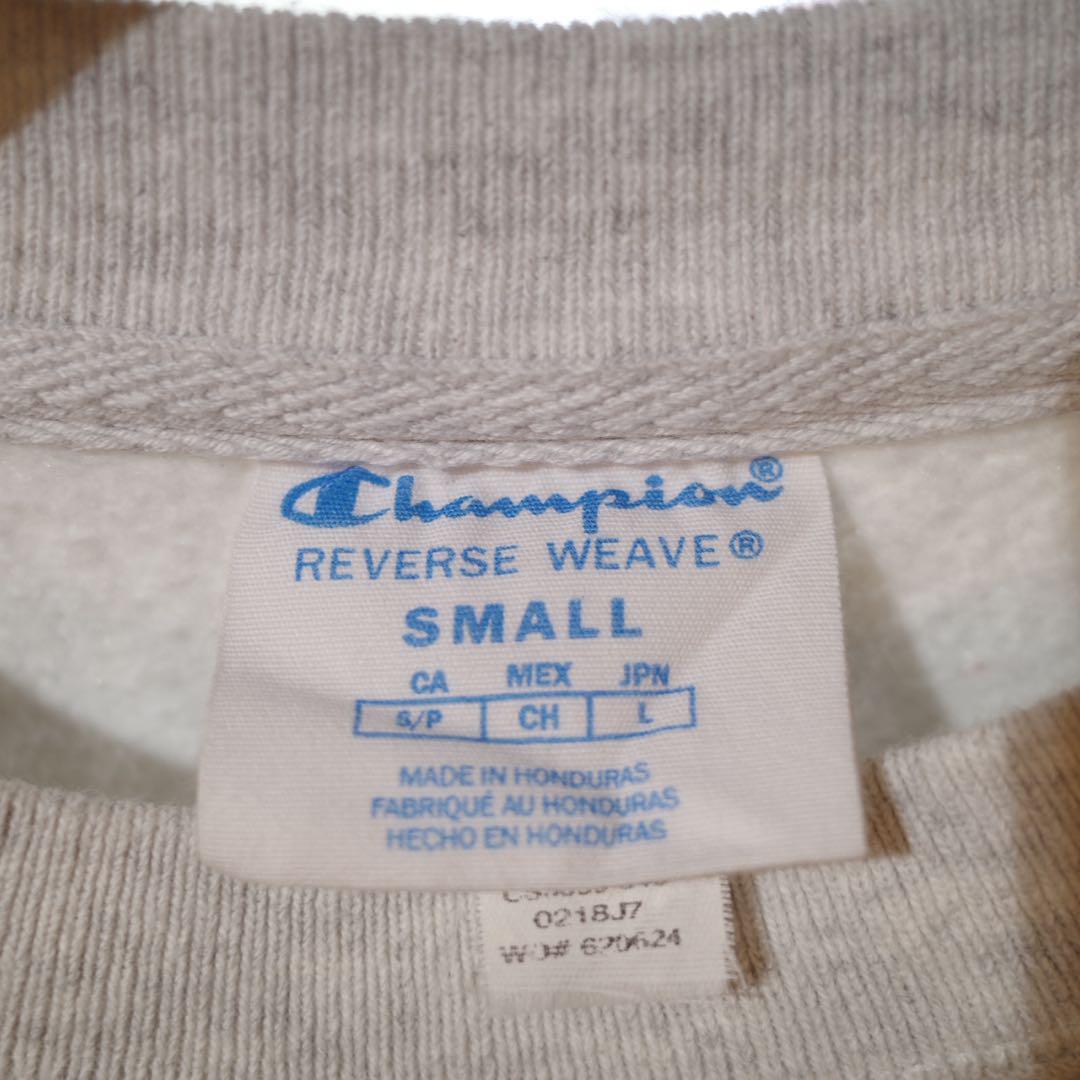 Champion®
REVERSE WEAVE®
SMALL
CA MEX JPN
S/P CH L
MADE IN HONDURAS
FABRIQUÉ AU HONDURAS
HECHO EN HONDURAS
0218J7
WO# 620624